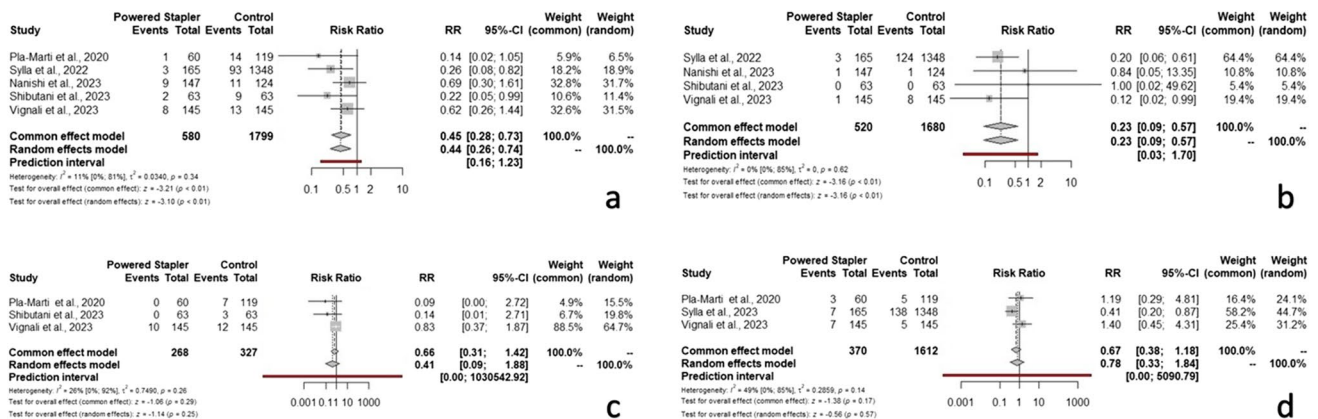 Powered Stapler Control Weight Weight
Study Events Total Events Total Risk Ratio RR 95%-CI (common) (random)
Pla-Marti et al., 2020 1 60 14 119 0.14 [0.02; 1.05] 5.9% 6.5%
Sylla et al. 2022 3 165 93 1348 0.26 [0.08; 0.82] 18.2% 18.9%
Nanishi et al. 2023 9 147 11 124 0.69 [0.30; 1.61] 32.8% 31.7%
Shibutani et al. 2023 2 63 9 63 0.22 [0.05; 0.99] 10.6% 11.4%
Vignali et al., 2023 8 145 13 145 0.62 [0.26; 1.44] 32.6% 31.5%
Common effect model 580 1799 0.45 [0.28; 0.73] 100.0% --
Random effects model 0.44 [0.26; 0.74] -- 100.0%
Prediction interval [0.16; 1.23]
Heterogeneity: I² = 11% [0%; 81%], τ² = 0.0340, p = 0.34
Test for overall effect (common effect): z = -3.21 (p < 0.01)
Test for overall effect (random effects): z = -3.10 (p < 0.01)
0.1 0.5 1 2 10
a
Powered Stapler Control Weight Weight
Study Events Total Events Total Risk Ratio RR 95%-CI (common) (random)
Sylla et al., 2022 3 165 124 1348 0.20 [0.06; 0.61] 64.4% 64.4%
Nanishi et al., 2023 1 147 1 124 0.84 [0.05; 13.35] 10.8% 10.8%
Shibutani et al., 2023 0 63 0 63 1.00 [0.02; 49.62] 5.4% 5.4%
Vignali et al., 2023 1 145 8 145 0.12 [0.02; 0.99] 19.4% 19.4%
Common effect model 520 1680 0.23 [0.09; 0.57] 100.0% --
Random effects model 0.23 [0.09; 0.57] -- 100.0%
Prediction interval [0.03; 1.70]
Heterogeneity: I² = 0% [0%; 85%], τ² = 0, p = 0.62
Test for overall effect (common effect): z = -3.16 (p < 0.01)
Test for overall effect (random effects): z = -3.16 (p < 0.01)
0.1 0.5 1 2 10
b
Powered Stapler Control Weight Weight
Study Events Total Events Total Risk Ratio RR 95%-CI (common) (random)
Pla-Marti et al., 2020 0 60 7 119 0.09 [0.00; 2.72] 4.9% 15.5%
Shibutani et al., 2023 0 63 3 63 0.14 [0.01; 2.71] 6.7% 19.8%
Vignali et al., 2023 10 145 12 145 0.83 [0.37; 1.87] 88.5% 64.7%
Common effect model 268 327 0.66 [0.31; 1.42] 100.0% --
Random effects model 0.41 [0.09; 1.88] -- 100.0%
Prediction interval [0.00; 1030542.92]
Heterogeneity: I² = 26% [0%; 92%], τ² = 0.7490, p = 0.26
Test for overall effect (common effect): z = -1.06 (p = 0.29)
Test for overall effect (random effects): z = -1.14 (p = 0.25)
0.001 0.1 1 10 1000
c
Powered Stapler Control Weight Weight
Study Events Total Events Total Risk Ratio RR 95%-CI (common) (random)
Pla-Marti et al., 2020 3 60 5 119 1.19 [0.29; 4.81] 16.4% 24.1%
Sylla et al., 2022 7 165 138 1348 0.41 [0.20; 0.87] 58.2% 44.7%
Vignali et al., 2023 7 145 5 145 1.40 [0.45; 4.31] 25.4% 31.2%
Common effect model 370 1612 0.67 [0.38; 1.18] 100.0% --
Random effects model 0.78 [0.33; 1.84] -- 100.0%
Prediction interval [0.00; 5090.79]
Heterogeneity: I² = 49% [0%; 85%], τ² = 0.2859, p = 0.14
Test for overall effect (common effect): z = -1.38 (p = 0.17)
Test for overall effect (random effects): z = -0.56 (p = 0.57)
0.001 0.1 1 10 1000
d